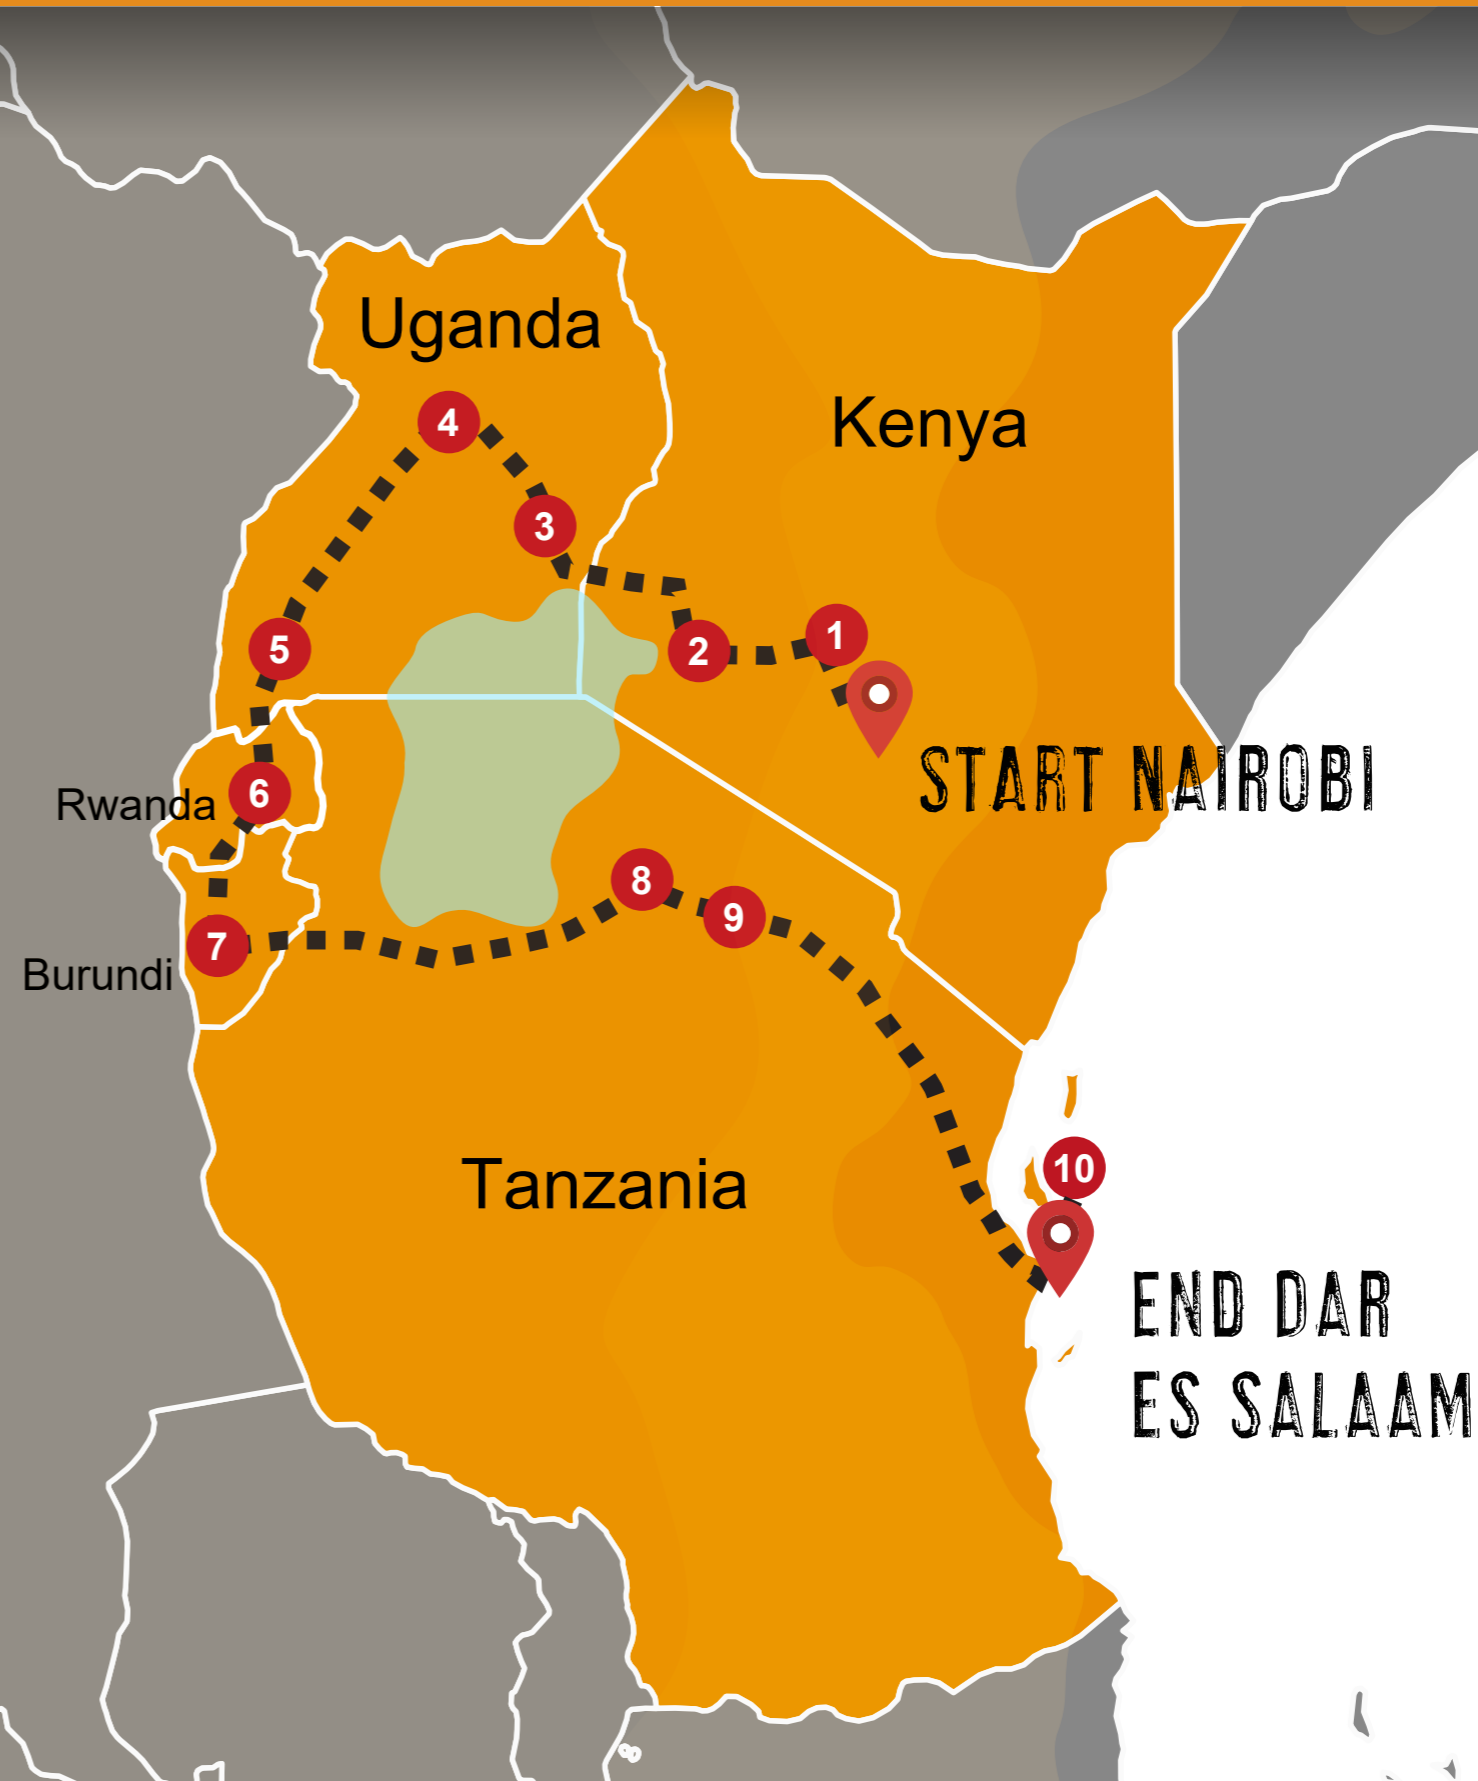 Uganda
Kenya
4
3
1
2
5
START NAIROBI
Rwanda
6
8
9
7
Burundi
Tanzania
10
END DAR
ES SALAAM